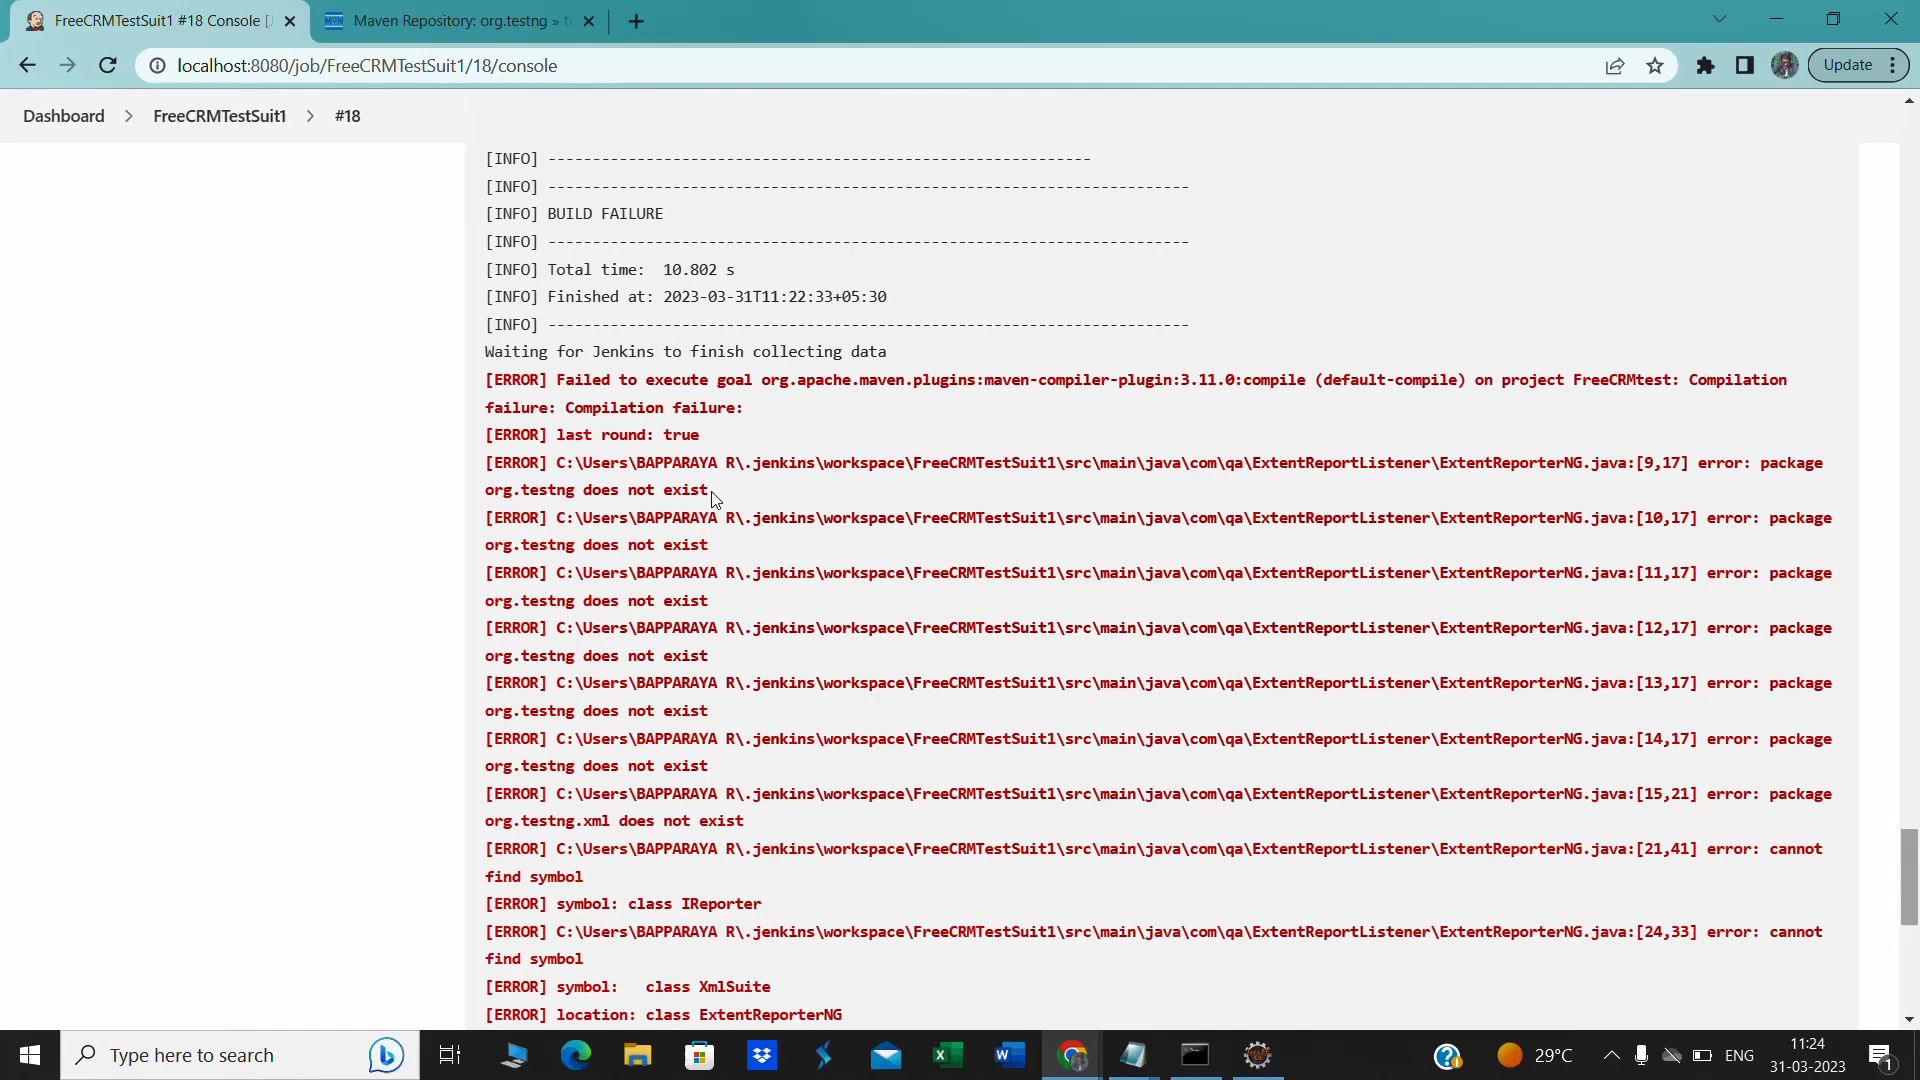 FreeCRMTestSuit1 #18 Console [
Maven Repository: org.testng » t
localhost:8080/job/FreeCRMTestSuit1/18/console
Update
Dashboard > FreeCRMTestSuit1 > #18
[INFO] -------------------------------------------------------------
[INFO] ------------------------------------------------------------------------
[INFO] BUILD FAILURE
[INFO] ------------------------------------------------------------------------
[INFO] Total time:  10.802 s
[INFO] Finished at: 2023-03-31T11:22:33+05:30
[INFO] ------------------------------------------------------------------------
Waiting for Jenkins to finish collecting data
[ERROR] Failed to execute goal org.apache.maven.plugins:maven-compiler-plugin:3.11.0:compile (default-compile) on project FreeCRMtest: Compilation
failure: Compilation failure:
[ERROR] last round: true
[ERROR] C:\Users\BAPPARAYA R\.jenkins\workspace\FreeCRMTestSuit1\src\main\java\com\qa\ExtentReportListener\ExtentReporterNG.java:[9,17] error: package
org.testng does not exist
[ERROR] C:\Users\BAPPARAYA R\.jenkins\workspace\FreeCRMTestSuit1\src\main\java\com\qa\ExtentReportListener\ExtentReporterNG.java:[10,17] error: package
org.testng does not exist
[ERROR] C:\Users\BAPPARAYA R\.jenkins\workspace\FreeCRMTestSuit1\src\main\java\com\qa\ExtentReportListener\ExtentReporterNG.java:[11,17] error: package
org.testng does not exist
[ERROR] C:\Users\BAPPARAYA R\.jenkins\workspace\FreeCRMTestSuit1\src\main\java\com\qa\ExtentReportListener\ExtentReporterNG.java:[12,17] error: package
org.testng does not exist
[ERROR] C:\Users\BAPPARAYA R\.jenkins\workspace\FreeCRMTestSuit1\src\main\java\com\qa\ExtentReportListener\ExtentReporterNG.java:[13,17] error: package
org.testng does not exist
[ERROR] C:\Users\BAPPARAYA R\.jenkins\workspace\FreeCRMTestSuit1\src\main\java\com\qa\ExtentReportListener\ExtentReporterNG.java:[14,17] error: package
org.testng does not exist
[ERROR] C:\Users\BAPPARAYA R\.jenkins\workspace\FreeCRMTestSuit1\src\main\java\com\qa\ExtentReportListener\ExtentReporterNG.java:[15,21] error: package
org.testng.xml does not exist
[ERROR] C:\Users\BAPPARAYA R\.jenkins\workspace\FreeCRMTestSuit1\src\main\java\com\qa\ExtentReportListener\ExtentReporterNG.java:[21,41] error: cannot
find symbol
[ERROR] symbol: class IReporter
[ERROR] C:\Users\BAPPARAYA R\.jenkins\workspace\FreeCRMTestSuit1\src\main\java\com\qa\ExtentReportListener\ExtentReporterNG.java:[24,33] error: cannot
find symbol
[ERROR] symbol:   class XmlSuite
[ERROR] location: class ExtentReporterNG
Type here to search
29°C
ENG
11:24
31-03-2023
1